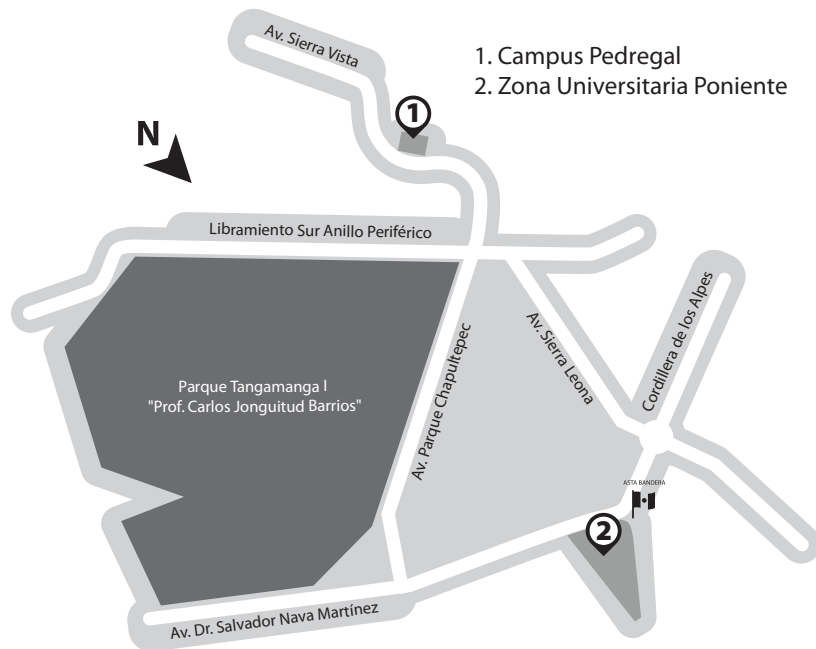 Av. Sierra Vista
1. Campus Pedregal
2. Zona Universitaria Poniente
1
N
Libramiento Sur Anillo Periférico
Cordillera de los Alpes
Av. Sierra Leona
Av. Parque Chapultepec
Parque Tangamanga I
"Prof. Carlos Jonguitud Barrios"
ASTA BANDERA
2
Av. Dr. Salvador Nava Martínez